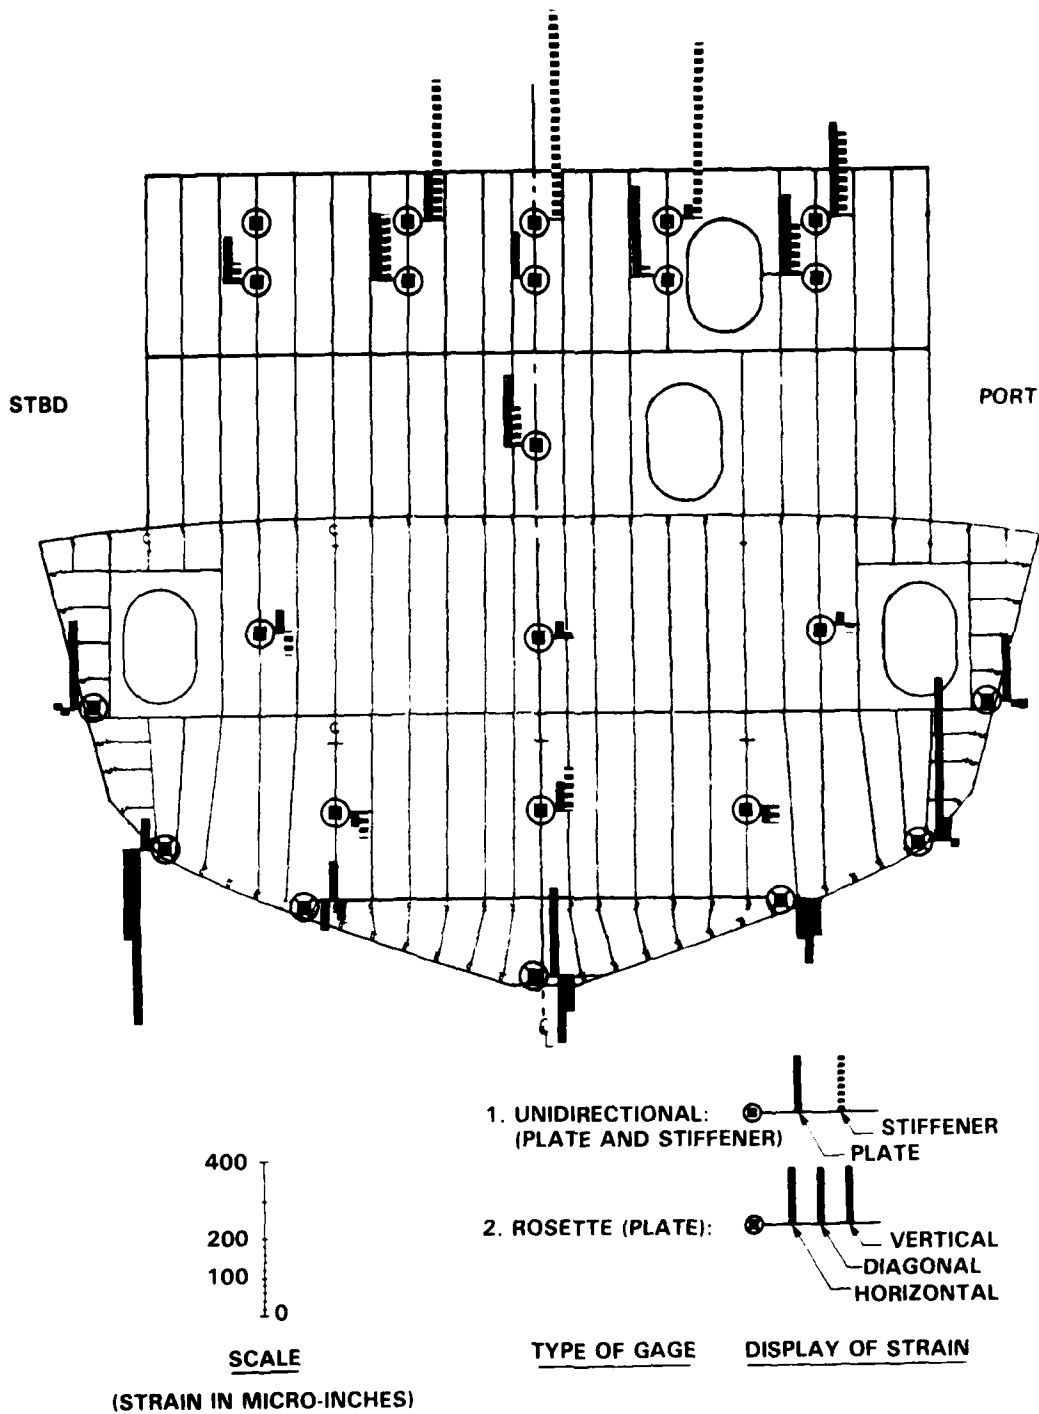 STBD
PORT
℄
℄
℄
℄
1. UNIDIRECTIONAL:
(PLATE AND STIFFENER)
STIFFENER
PLATE
400
200
100
0
2. ROSETTE (PLATE):
VERTICAL
DIAGONAL
HORIZONTAL
SCALE
TYPE OF GAGE
DISPLAY OF STRAIN
(STRAIN IN MICRO-INCHES)